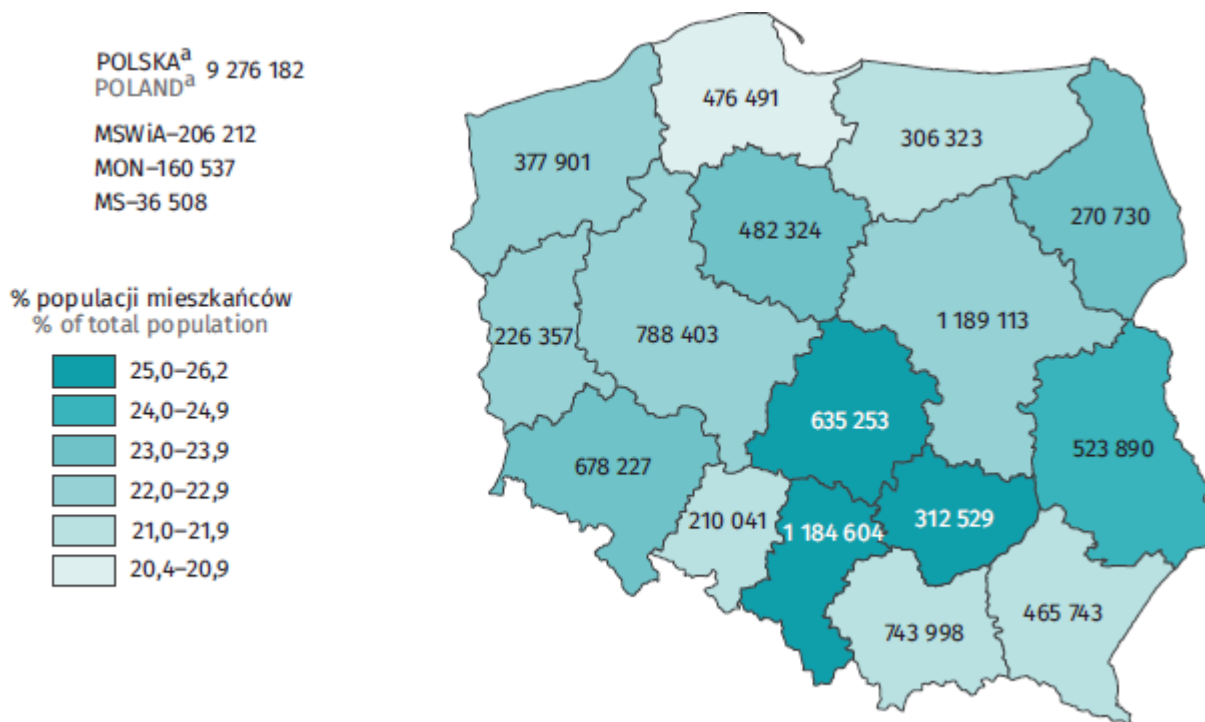 POLSKAᵃ 9 276 182
POLANDᵃ
MSWiA–206 212
MON–160 537
MS–36 508
% populacji mieszkańców
% of total population
25,0–26,2
24,0–24,9
23,0–23,9
22,0–22,9
21,0–21,9
20,4–20,9
476 491
306 323
377 901
270 730
482 324
1 189 113
226 357
788 403
635 253
523 890
678 227
210 041
1 184 604
312 529
465 743
743 998